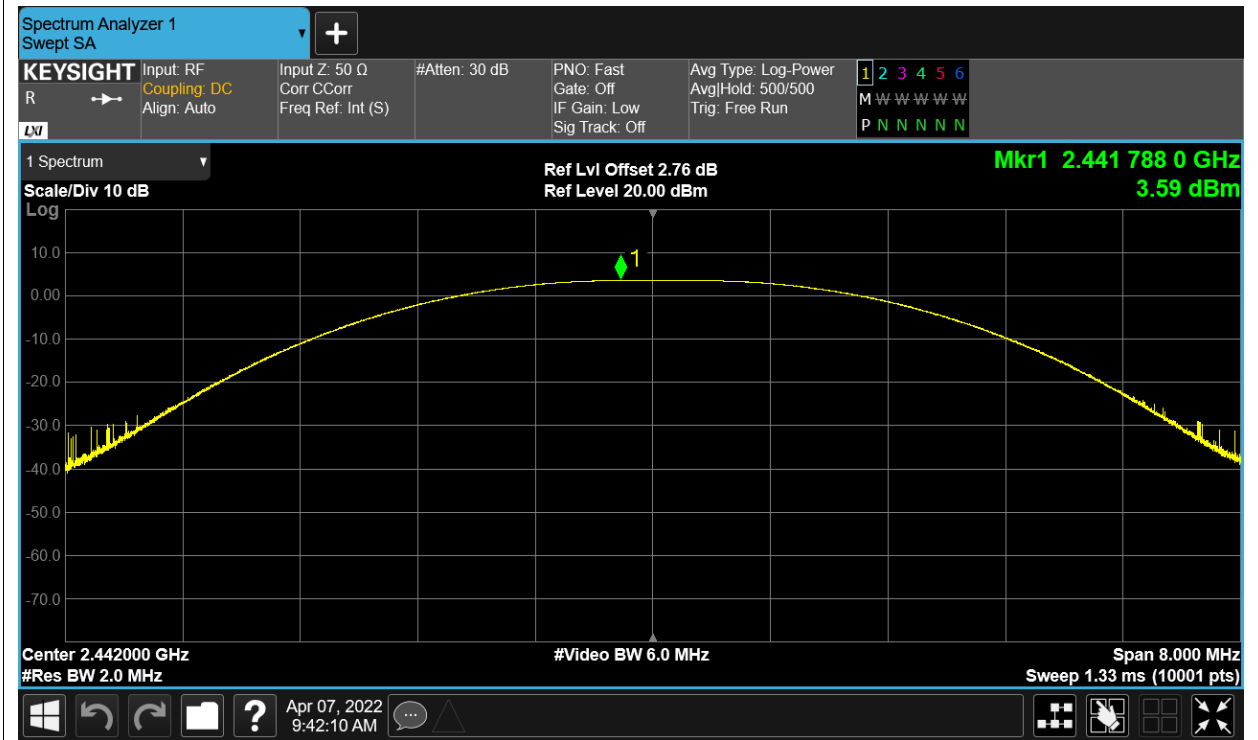 Spectrum Analyzer 1
Swept SA
KEYSIGHT
R
LXI
Input: RF
Coupling: DC
Align: Auto
Input Z: 50 Ω
Corr CCorr
Freq Ref: Int (S)
#Atten: 30 dB
PNO: Fast
Gate: Off
IF Gain: Low
Sig Track: Off
Avg Type: Log-Power
Avg|Hold: 500/500
Trig: Free Run
1 2 3 4 5 6
M W W W W W
P N N N N N
1 Spectrum
Scale/Div 10 dB
Ref Lvl Offset 2.76 dB
Ref Level 20.00 dBm
Mkr1 2.441 788 0 GHz
3.59 dBm
Log
10.0
0.00
-10.0
-20.0
-30.0
-40.0
-50.0
-60.0
-70.0
1
Center 2.442000 GHz
#Res BW 2.0 MHz
#Video BW 6.0 MHz
Span 8.000 MHz
Sweep 1.33 ms (10001 pts)
?
Apr 07, 2022
9:42:10 AM